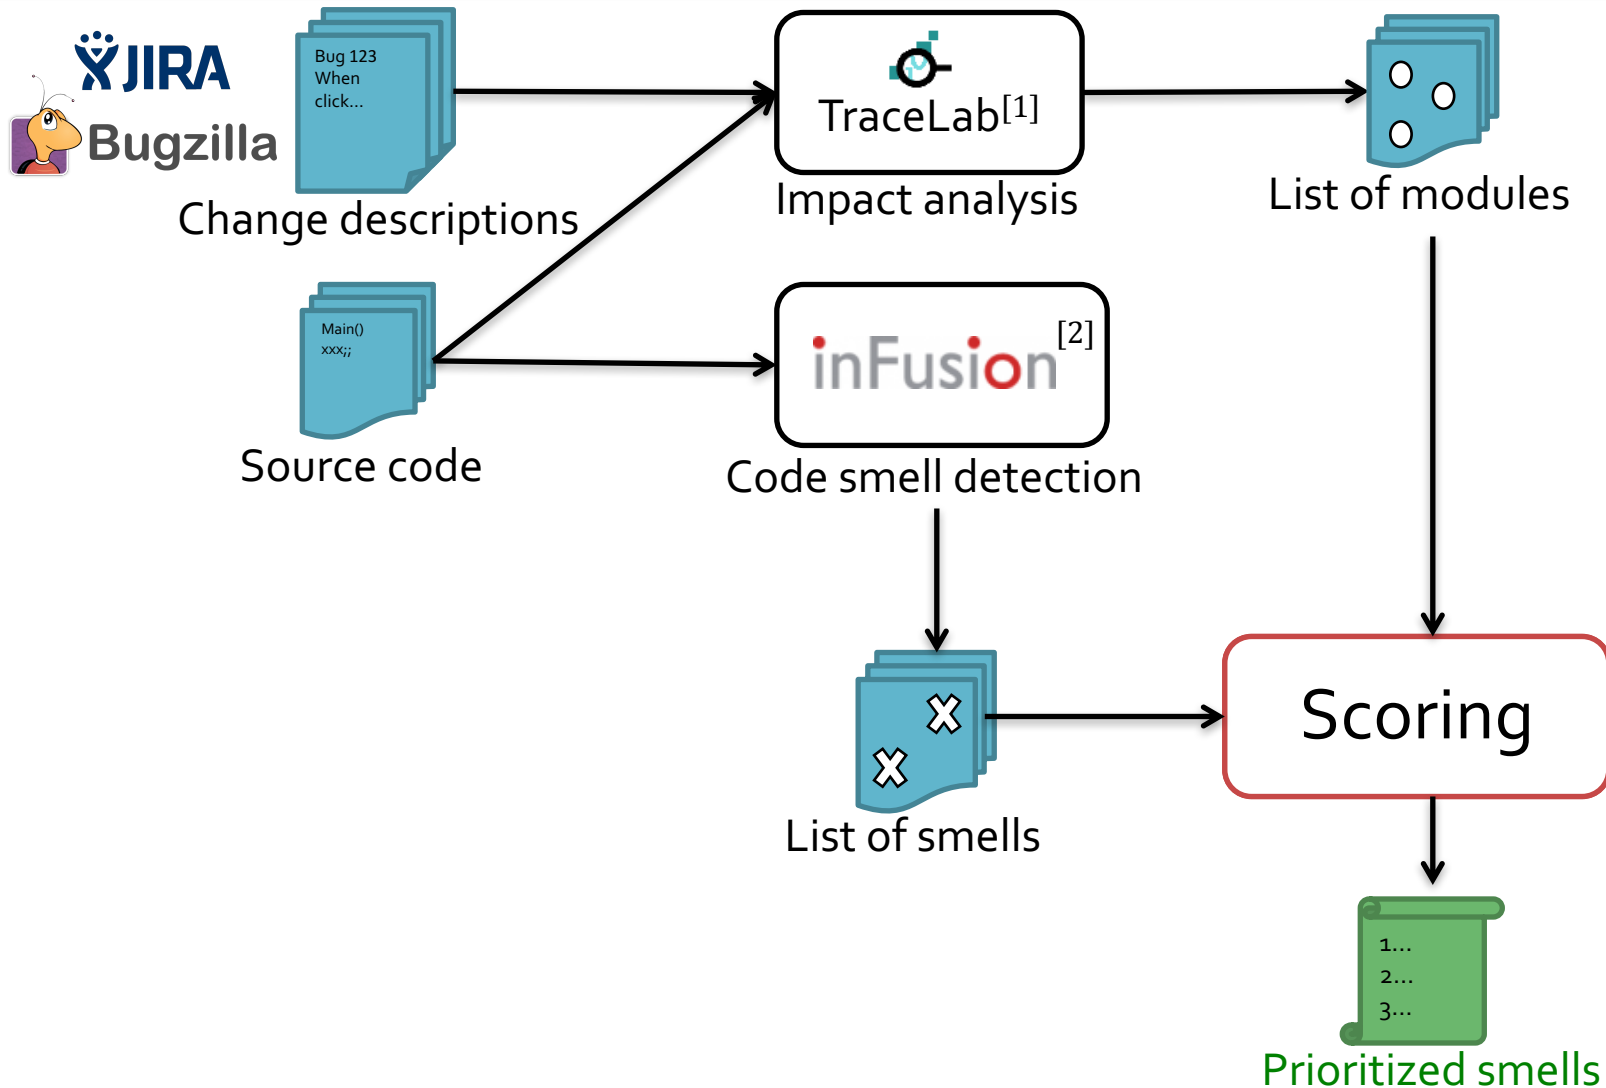 JIRA
Bugzilla
Bug 123
When
click...
Change descriptions
TraceLab[1]
Impact analysis
List of modules
Main()
xxx;;
Source code
inFusion[2]
Code smell detection
List of smells
Scoring
1...
2...
3...
Prioritized smells